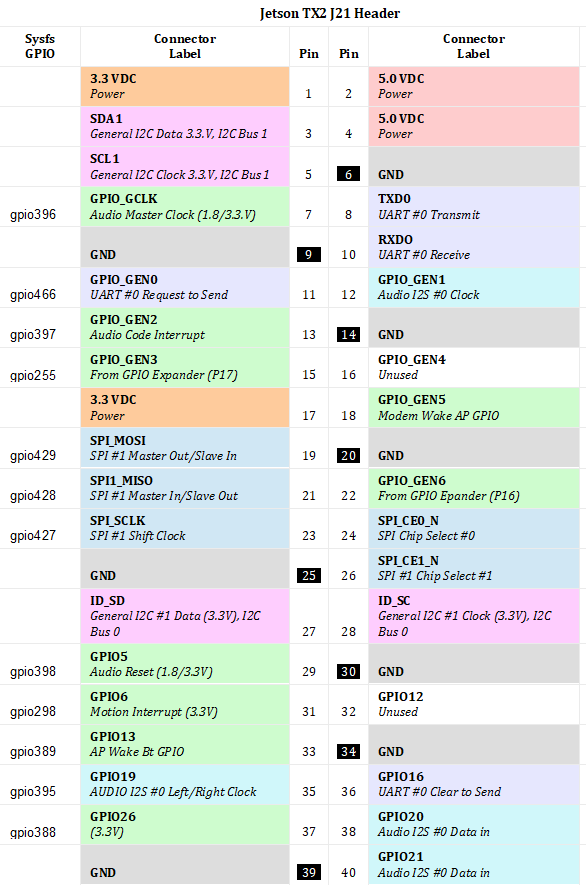 Jetson TX2 J21 Header
Sysfs GPIO Connector Label Pin Pin Connector Label
3.3 VDC 5.0 VDC
Power 1 2 Power
SDA1 5.0 VDC
General I2C Data 3.3.V, I2C Bus 1 3 4 Power
SCL1
General I2C Clock 3.3.V, I2C Bus 1 5 6 GND
GPIO_GCLK TXD0
gpio396 Audio Master Clock (1.8/3.3.V) 7 8 UART #0 Transmit
RXDO
GND 9 10 UART #0 Receive
GPIO_GEN0 GPIO_GEN1
gpio466 UART #0 Request to Send 11 12 Audio I2S #0 Clock
GPIO_GEN2
gpio397 Audio Code Interrupt 13 14 GND
GPIO_GEN3 GPIO_GEN4
gpio255 From GPIO Expander (P17) 15 16 Unused
3.3 VDC GPIO_GEN5
Power 17 18 Modem Wake AP GPIO
SPI_MOSI
gpio429 SPI #1 Master Out/Slave In 19 20 GND
SPI1_MISO GPIO_GEN6
gpio428 SPI #1 Master In/Slave Out 21 22 From GPIO Epander (P16)
SPI_SCLK SPI_CE0_N
gpio427 SPI #1 Shift Clock 23 24 SPI Chip Select #0
SPI_CE1_N
GND 25 26 SPI #1 Chip Select #1
ID_SD ID_SC
General I2C #1 Data (3.3V), I2C General I2C #1 Clock (3.3V), I2C
Bus 0 27 28 Bus 0
GPIO5
gpio398 Audio Reset (1.8/3.3V) 29 30 GND
GPIO6 GPIO12
gpio298 Motion Interrupt (3.3V) 31 32 Unused
GPIO13
gpio389 AP Wake Bt GPIO 33 34 GND
GPIO19 GPIO16
gpio395 AUDIO I2S #0 Left/Right Clock 35 36 UART #0 Clear to Send
GPIO26 GPIO20
gpio388 (3.3V) 37 38 Audio I2S #0 Data in
GPIO21
GND 39 40 Audio I2S #0 Data in